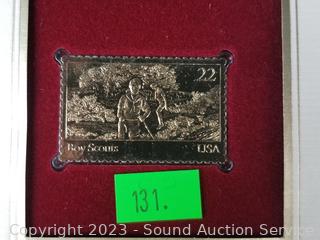 22
Boy Scouts USA
131.
Copyright 2023 - Sound Auction Service